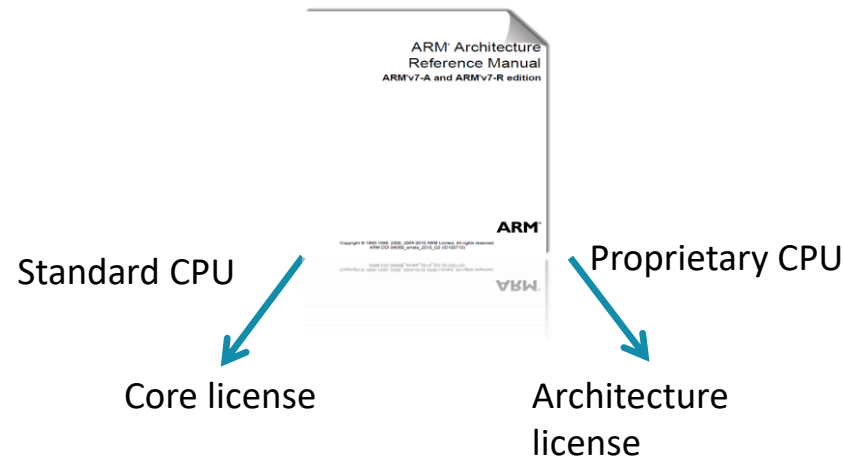 ARM Architecture
Reference Manual
ARMv7-A and ARMv7-R edition
ARM
Standard CPU
Proprietary CPU
Core license
Architecture
license